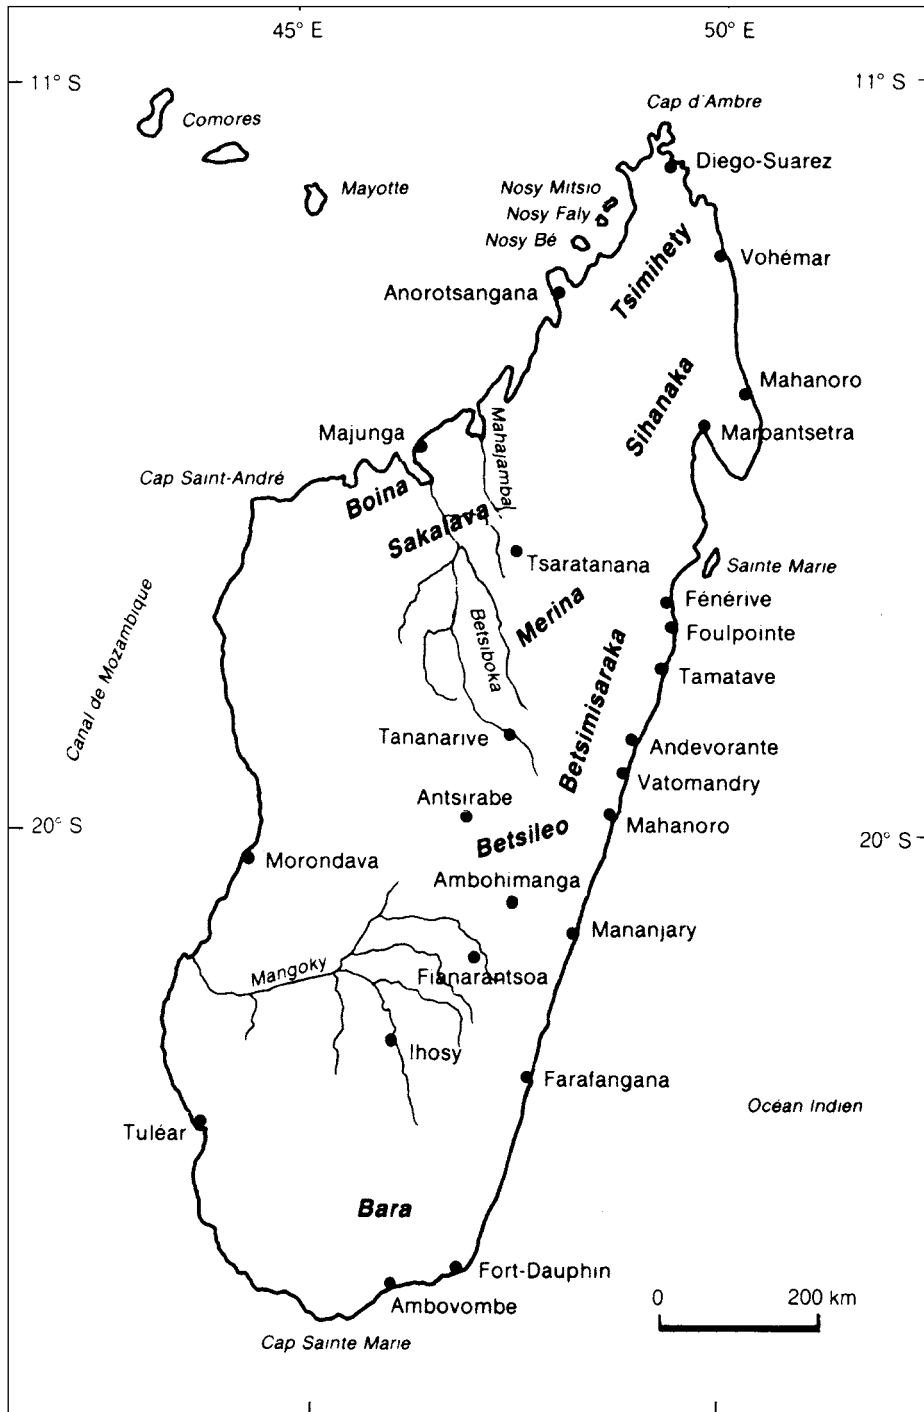 45° E
50° E
11° S
11° S
Cap d'Ambre
Comores
Diego-Suarez
Mayotte
Nosy Mitsio
Nosy Faly
Nosy Bé
Tsimihety
Vohémar
Anorotsangana
Mahanoro
Sihanaka
Maroantsetra
Majunga
Mahajambal
Cap Saint-André
Boina
Sakalava
Tsaratanana
Sainte Marie
Fénérive
Merina
Foulpointe
Canal de Mozambique
Betsiboka
Betsimisaraka
Tamatave
Tananarive
Andevorante
Vatomandry
Antsirabe
Mahanoro
20° S
20° S
Betsileo
Morondava
Ambohimanga
Mananjary
Mangoky
Fianarantsoa
Ihosy
Farafangana
Océan Indien
Tuléar
Bara
Fort-Dauphin
Ambovombe
0
200 km
Cap Sainte Marie